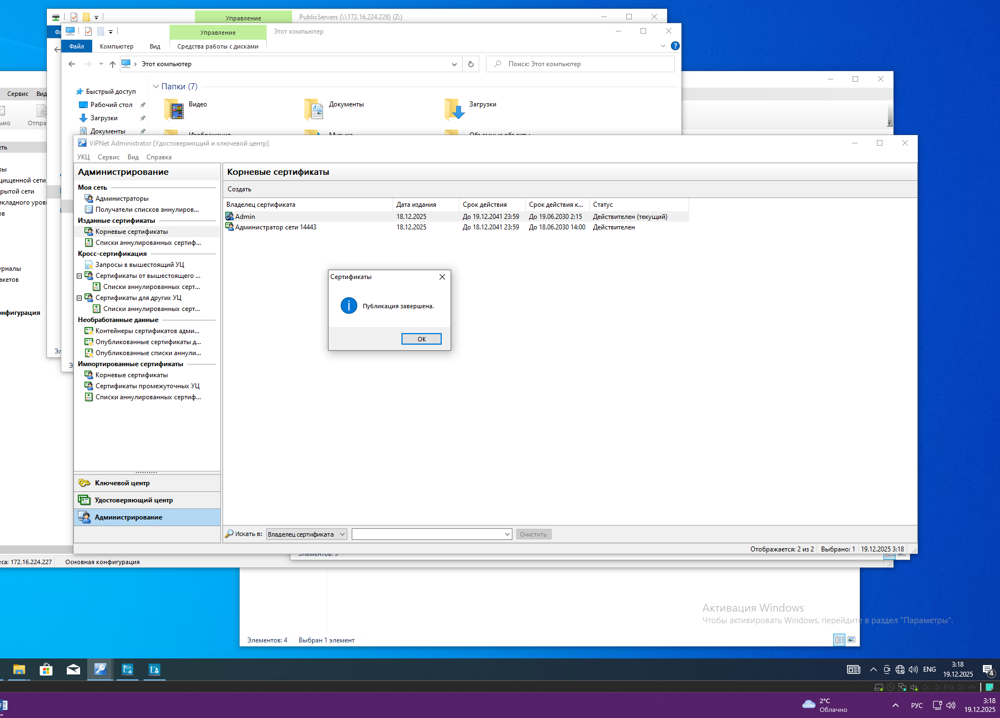 Управление
PublicServers (\\172.16.224.228) (Z:)
Управление
Этот компьютер
Файл
Компьютер
Вид
Средства работы с дисками
Этот компьютер
Поиск: Этот компьютер
Быстрый доступ
Рабочий стол
Загрузки
Документы
Папки (7)
Видео
Документы
Загрузки
Изображения
Музыка
Объемные объекты
Сервис
Вид
Отпра
ьмо
еть
ры
щищенной сети
рытой сети
икладного уровн
ов
урналы
акетов
онфигурация
еса: 172.16.224.227
Основная конфигурация
ViPNet Administrator [Удостоверяющий и ключевой центр]
УКЦ
Сервис
Вид
Справка
Администрирование
Моя сеть
Администраторы
Получатели списков аннулиров...
Изданные сертификаты
Корневые сертификаты
Списки аннулированных сертиф...
Кросс-сертификация
Запросы в вышестоящий УЦ
Сертификаты от вышестоящего ...
Списки аннулированных серт...
Сертификаты для других УЦ
Списки аннулированных серт...
Необработанные данные
Контейнеры сертификатов адми...
Опубликованные сертификаты д...
Опубликованные списки аннули...
Импортированные сертификаты
Корневые сертификаты
Сертификаты промежуточных УЦ
Списки аннулированных сертиф...
Ключевой центр
Удостоверяющий центр
Администрирование
Корневые сертификаты
Создать
Владелец сертификата Дата издания Срок действия Срок действия к... Статус
Admin 18.12.2025 До 19.12.2041 23:59 До 19.06.2030 2:15 Действителен (текущий)
Администратор сети 14443 18.12.2025 До 18.12.2041 23:59 До 18.06.2030 14:00 Действителен
Сертификаты
Публикация завершена.
OK
Искать в:
Владелец сертификата
Очистить
Отображается: 2 из 2
Выбрано: 1
19.12.2025 3:18
Элементов: 5
Активация Windows
Чтобы активировать Windows, перейдите в раздел "Параметры".
Элементов: 4
Выбран 1 элемент
ENG
3:18
19.12.2025
4
2°C
Облачно
РУС
3:18
19.12.2025